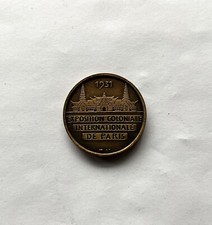 1931
EXPOSITION COLONIALE
INTERNATIONALE
DE PARIS